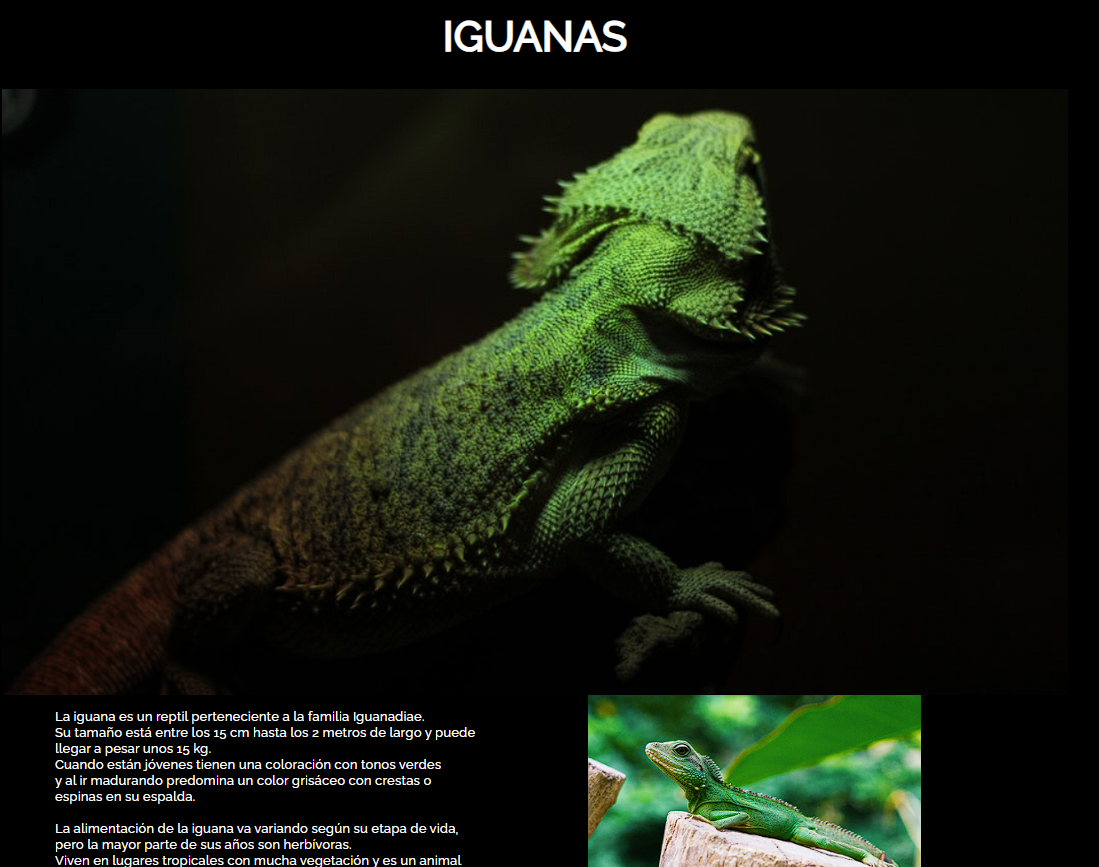 IGUANAS
La iguana es un reptil perteneciente a la familia Iguanadiae.
Su tamaño está entre los 15 cm hasta los 2 metros de largo y puede
llegar a pesar unos 15 kg.
Cuando están jóvenes tienen una coloración con tonos verdes
y al ir madurando predomina un color grisáceo con crestas o
espinas en su espalda.
La alimentación de la iguana va variando según su etapa de vida,
pero la mayor parte de sus años son herbívoras.
Viven en lugares tropicales con mucha vegetación y es un animal